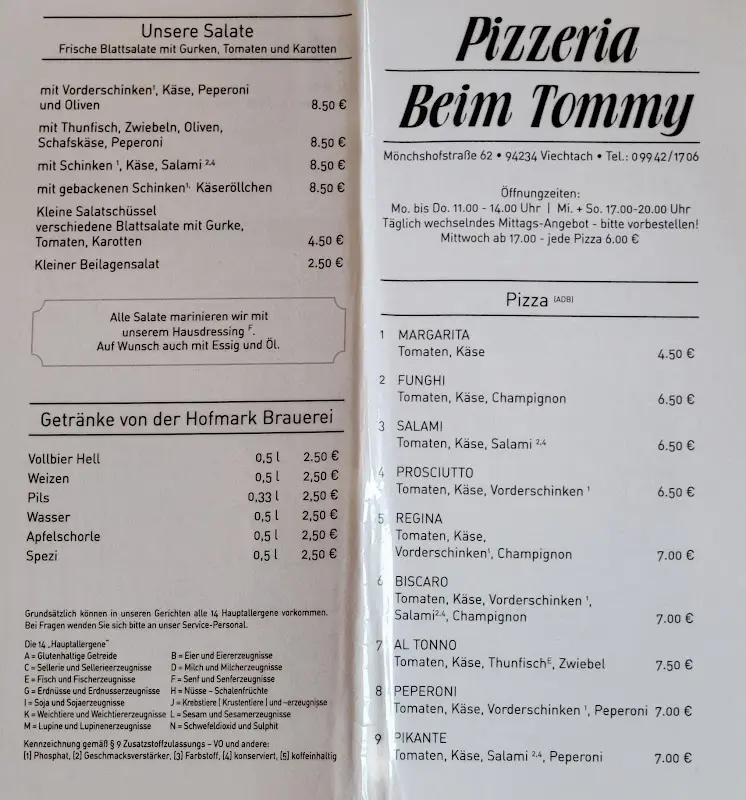 Unsere Salate
Frische Blattsalate mit Gurken, Tomaten und Karotten
mit Vorderschinken¹, Käse, Peperoni
und Oliven 8.50 €
mit Thunfisch, Zwiebeln, Oliven,
Schafskäse, Peperoni 8.50 €
mit Schinken ¹, Käse, Salami ²·⁴ 8.50 €
mit gebackenen Schinken¹· Käseröllchen 8.50 €
Kleine Salatschüssel
verschiedene Blattsalate mit Gurke,
Tomaten, Karotten 4.50 €
Kleiner Beilagensalat 2.50 €
Alle Salate marinieren wir mit
unserem Hausdressing ᶠ.
Auf Wunsch auch mit Essig und Öl.
Getränke von der Hofmark Brauerei
Vollbier Hell 0,5 l 2.50 €
Weizen 0,5 l 2,50 €
Pils 0,33 l 2,50 €
Wasser 0,5 l 2,50 €
Apfelschorle 0,5 l 2,50 €
Spezi 0,5 l 2,50 €
Grundsätzlich können in unseren Gerichten alle 14 Hauptallergene vorkommen.
Bei Fragen wenden Sie sich bitte an unser Service-Personal.
Die 14 „Hauptallergene"
A = Glutenhaltige Getreide B = Eier und Eiererzeugnisse
C = Sellerie und Sellerieerzeugnisse D = Milch und Milcherzeugnisse
E = Fisch und Fischerzeugnisse F = Senf und Senferzeugnisse
G = Erdnüsse und Erdnusserzeugnisse H = Nüsse - Schalenfrüchte
I = Soja und Sojaerzeugnisse J = Krebstiere [ Krustentiere ] und -erzeugnisse
K = Weichtiere und Weichtiererzeugnisse L = Sesam und Sesamerzeugnisse
M = Lupine und Lupinenerzeugnisse N = Schwefeldioxid und Sulphit
Kennzeichnung gemäß § 9 Zusatzstoffzulassungs - VO und andere:
[1] Phosphat, [2] Geschmacksverstärker, [3] Farbstoff, [4] konserviert, [5] koffeinhaltig
Pizzeria
Beim Tommy
Mönchshofstraße 62 • 94234 Viechtach • Tel.: 0 99 42 / 17 06
Öffnungzeiten:
Mo. bis Do. 11.00 - 14.00 Uhr | Mi. + So. 17.00-20.00 Uhr
Täglich wechselndes Mittags-Angebot - bitte vorbestellen!
Mittwoch ab 17.00 - jede Pizza 6.00 €
Pizza (ADB)
1 MARGARITA
Tomaten, Käse 4.50 €
2 FUNGHI
Tomaten, Käse, Champignon 6.50 €
3 SALAMI
Tomaten, Käse, Salami ²·⁴ 6.50 €
4 PROSCIUTTO
Tomaten, Käse, Vorderschinken ¹ 6.50 €
5 REGINA
Tomaten, Käse,
Vorderschinken¹, Champignon 7.00 €
6 BISCARO
Tomaten, Käse, Vorderschinken ¹,
Salami²·⁴, Champignon 7.00 €
7 AL TONNO
Tomaten, Käse, Thunfischᴱ, Zwiebel 7.50 €
8 PEPERONI
Tomaten, Käse, Vorderschinken ¹, Peperoni 7.00 €
9 PIKANTE
Tomaten, Käse, Salami ²·⁴, Peperoni 7.00 €